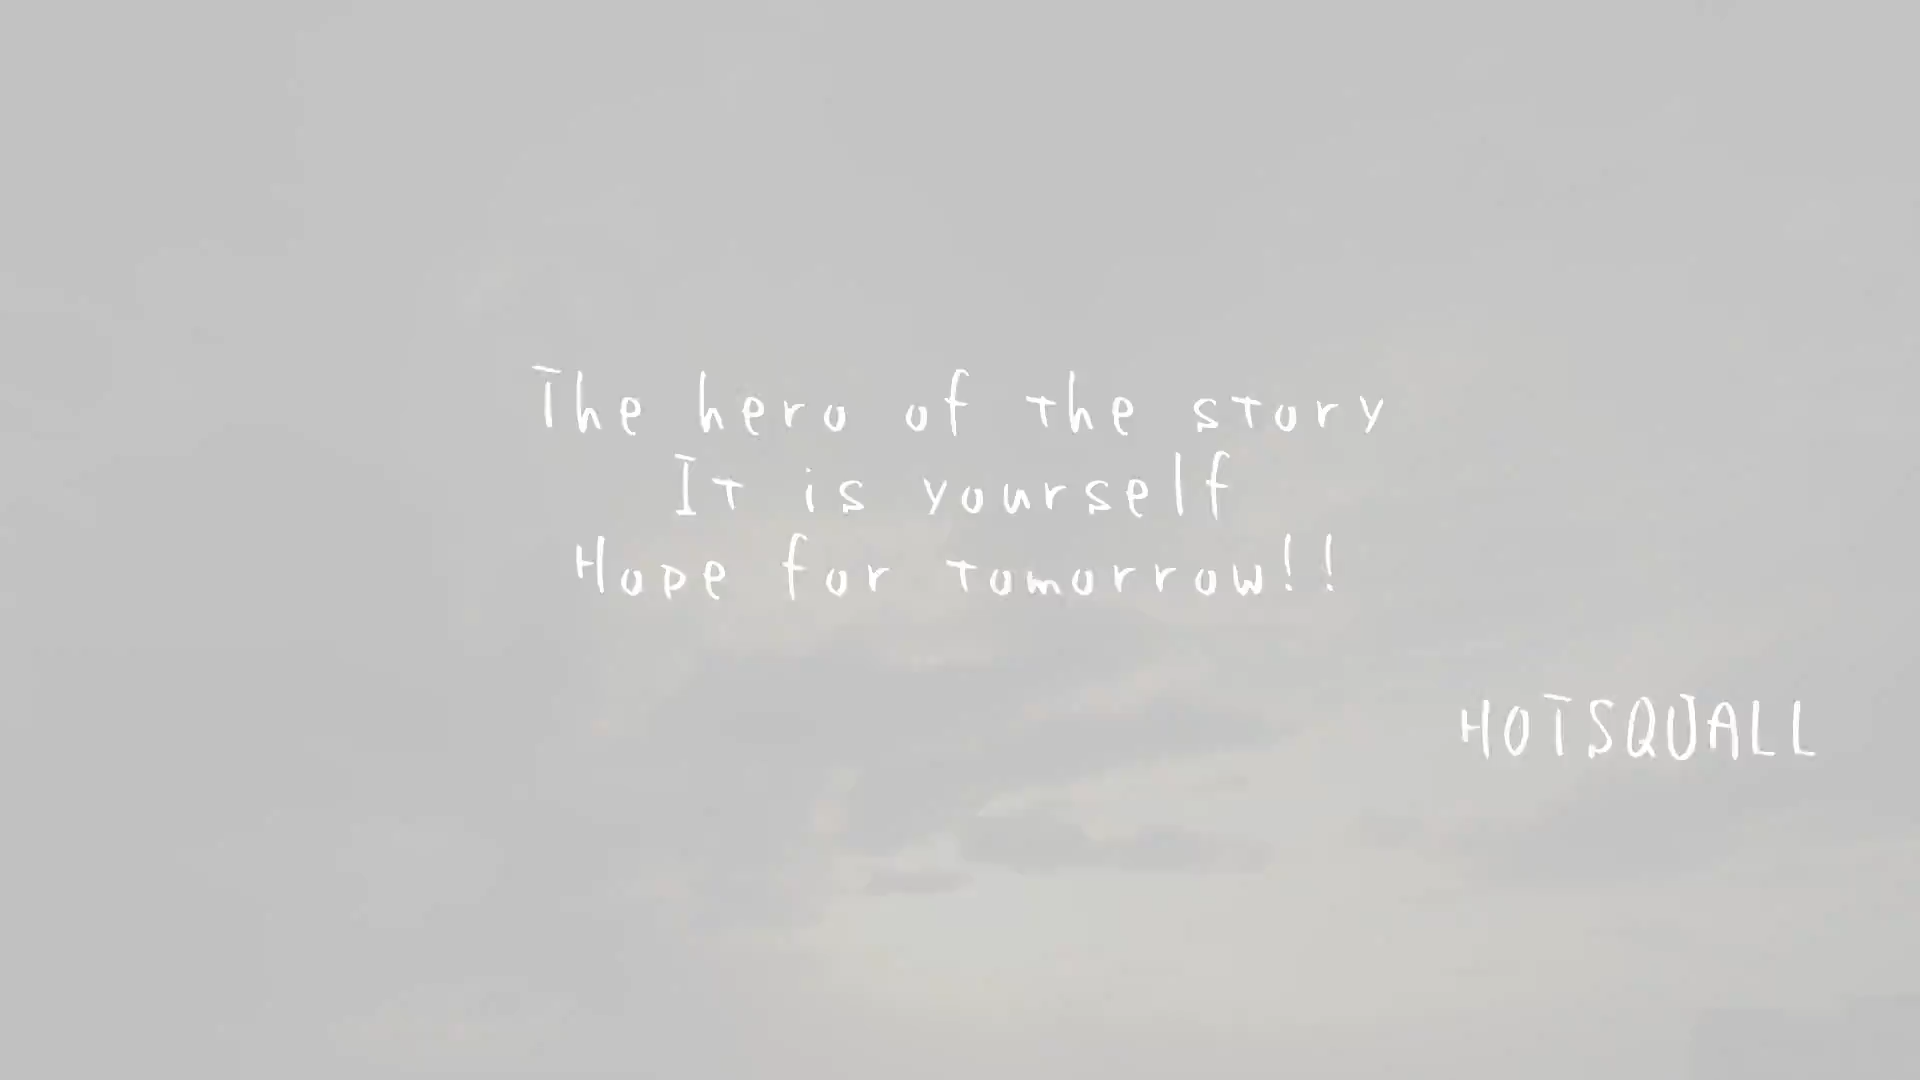 The hero of the story
It is yourself
Hope for tomorrow!!
HOTSQUALL